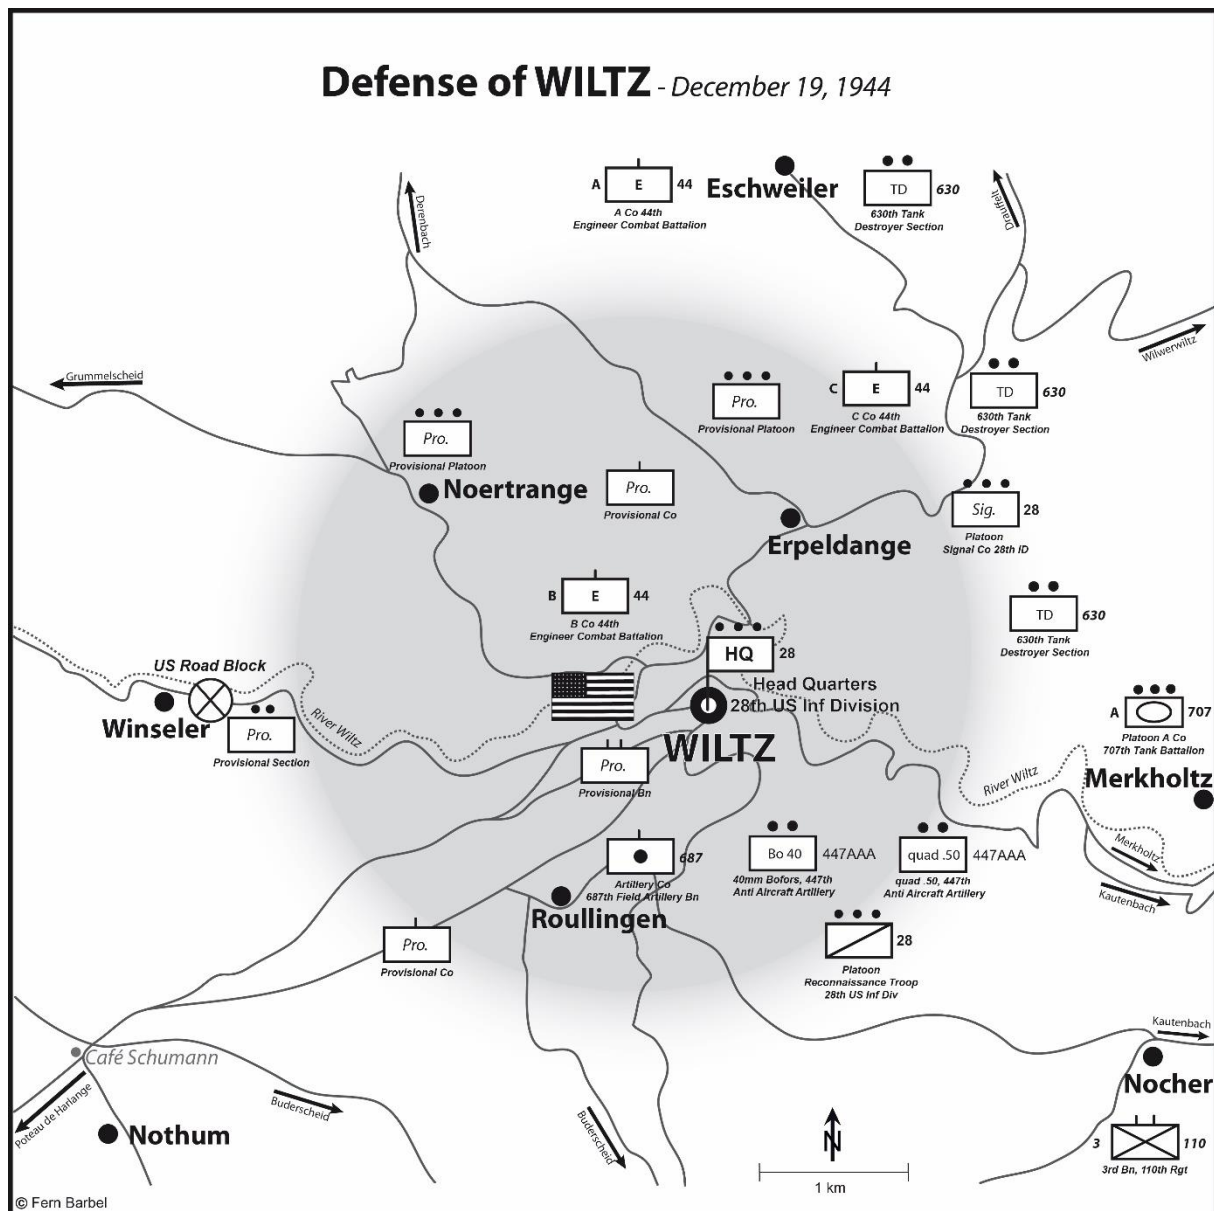 Defense of WILTZ - December 19, 1944
A E 44
A Co 44th
Engineer Combat Battalion
Eschweiler
TD 630
630th Tank
Destroyer Section
Derenbach
Drauffelt
Wilwerwiltz
Grummelscheid
Pro.
Provisional Platoon
Pro.
Provisional Platoon
C E 44
C Co 44th
Engineer Combat Battalion
TD 630
630th Tank
Destroyer Section
Noertrange
Pro.
Provisional Co
Erpeldange
Sig. 28
Platoon
Signal Co 28th ID
B E 44
B Co 44th
Engineer Combat Battalion
TD 630
630th Tank
Destroyer Section
HQ 28
Head Quarters
28th US Inf Division
WILTZ
US Road Block
Winseler
Pro.
Provisional Section
River Wiltz
Pro.
Provisional Bn
A 707
Platoon A Co
707th Tank Battalion
Merkholtz
River Wiltz
Merkholtz
Kautenbach
687
Artillery Co
687th Field Artillery Bn
Bo 40 447AAA
40mm Bofors, 447th
Anti Aircraft Artillery
quad .50 447AAA
quad .50, 447th
Anti Aircraft Artillery
Roullingen
Pro.
Provisional Co
28
Platoon
Reconnaissance Troop
28th US Inf Div
Café Schumann
Poteau de Harlange
Buderscheid
Nothum
Buderscheid
Kautenbach
Nocher
3 110
3rd Bn, 110th Rgt
N
1 km
© Fern Barbel